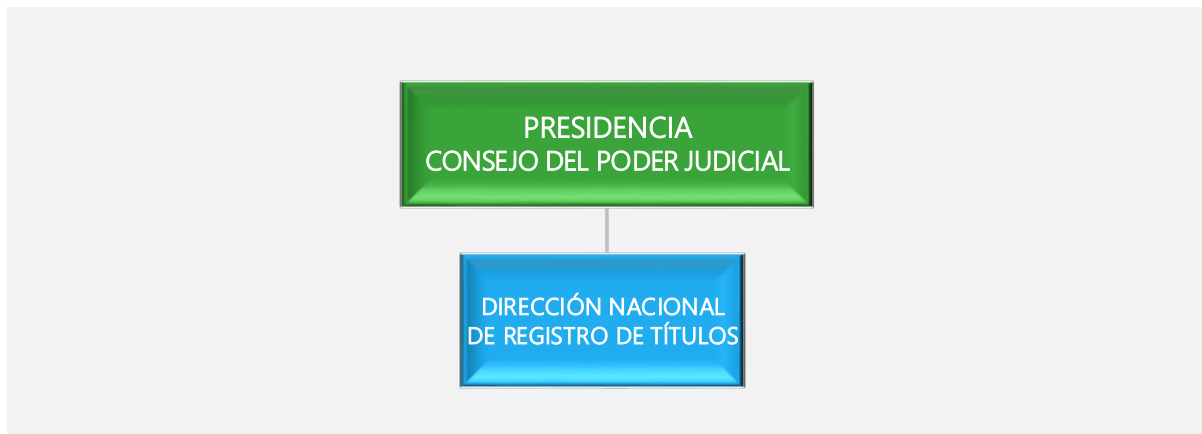 PRESIDENCIA
CONSEJO DEL PODER JUDICIAL
DIRECCIÓN NACIONAL
DE REGISTRO DE TÍTULOS